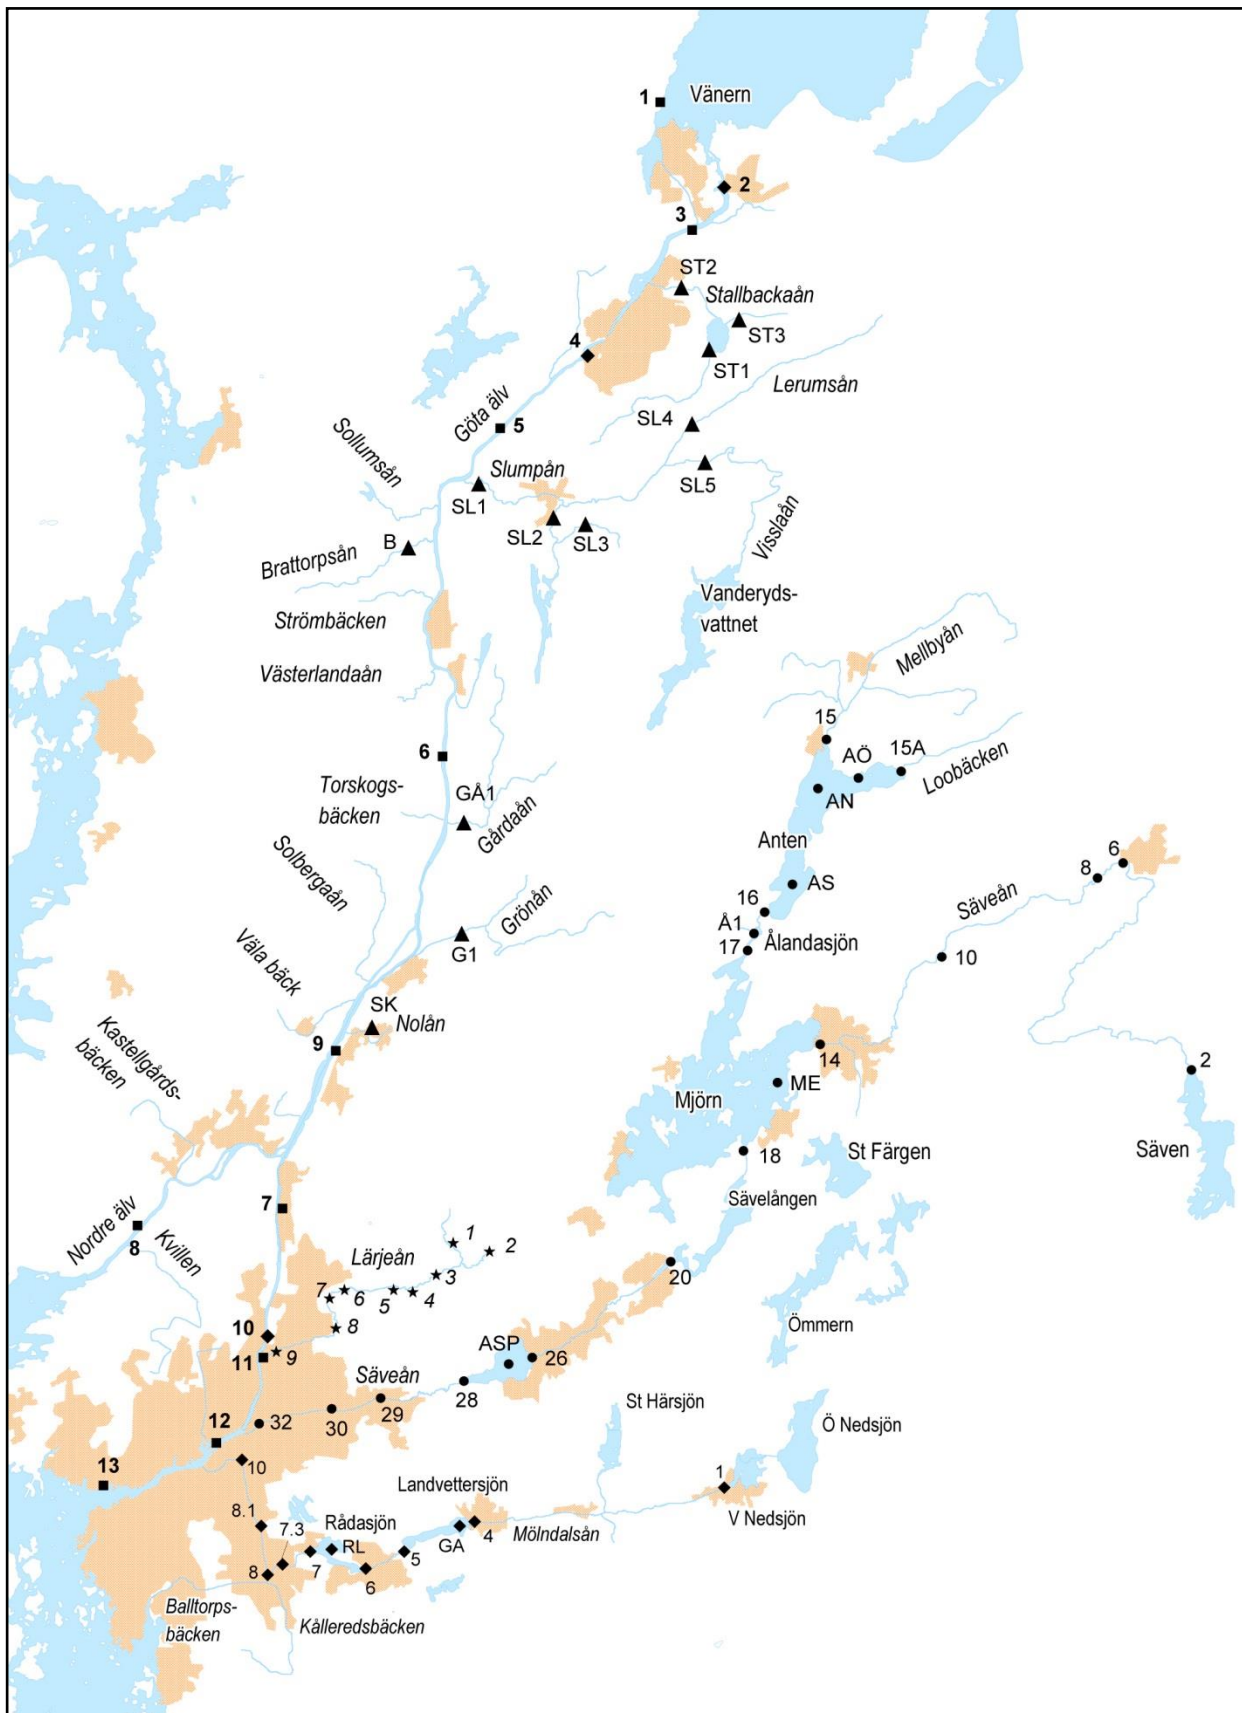 1
Vänern
2
3
ST2
Stallbackaån
ST3
4
ST1
Lerumsån
Göta älv
SL4
5
Sollumsån
Slumpån
SL5
SL1
SL2
SL3
Visslaån
B
Brattorpsån
Vanderyds-
vattnet
Strömbäcken
Mellbyån
Västerlandaån
15
6
AÖ
15A
Loobäcken
Torskogs-
bäcken
GÅ1
AN
Gårdaån
Anten
Solbergaån
6
8
AS
Säveån
16
Grönån
Å1
Ålandasjön
G1
17
10
Väla bäck
SK
Nolån
Kastellgårds-
bäcken
9
14
2
ME
Mjörn
18
St Färgen
Säven
Sävelången
7
Nordre älv
8
Kvillen
Lärjeån
1
2
3
20
7
6
5
4
Ömmern
8
10
9
11
ASP
26
Säveån
28
29
30
32
St Härsjön
Ö Nedsjön
12
13
10
Landvettersjön
1
V Nedsjön
8.1
7.3
Rådasjön
RL
GA
4
Mölndalsån
5
7
6
8
Balltorps-
bäcken
Kålleredsbäcken